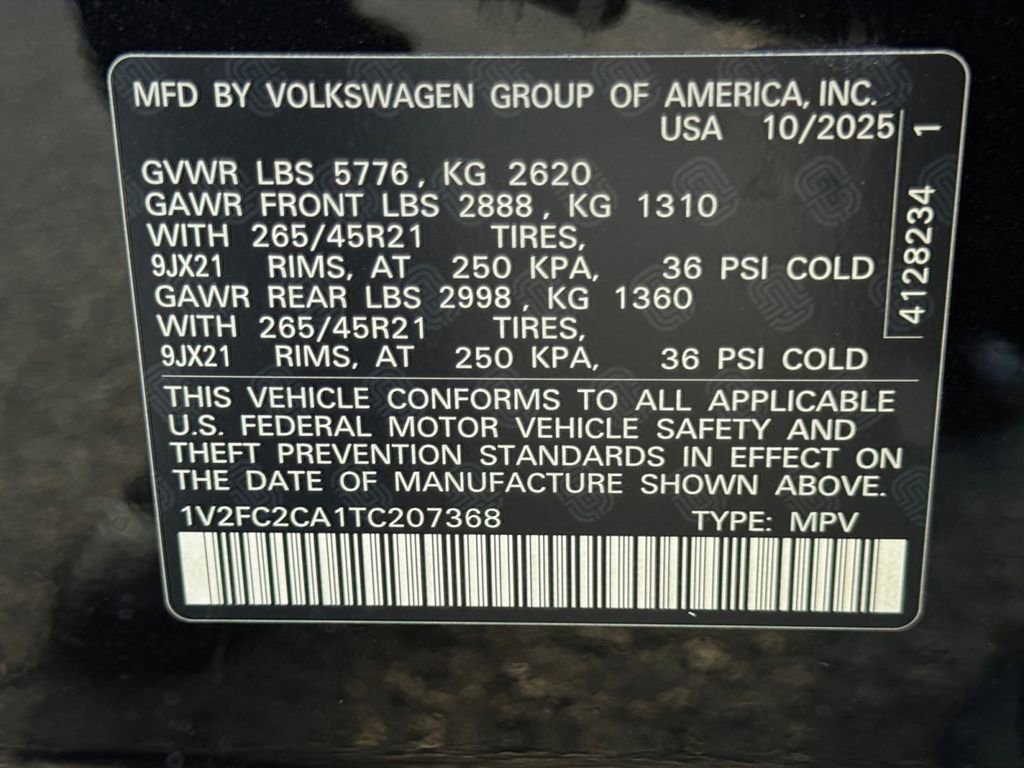 MFD BY VOLKSWAGEN GROUP OF AMERICA, INC.
USA 10/2025
GVWR LBS 5776, KG 2620
GAWR FRONT LBS 2888, KG 1310
WITH 265/45R21 TIRES,
9JX21 RIMS, AT 250 KPA, 36 PSI COLD
GAWR REAR LBS 2998, KG 1360
WITH 265/45R21 TIRES,
9JX21 RIMS, AT 250 KPA, 36 PSI COLD
THIS VEHICLE CONFORMS TO ALL APPLICABLE
U.S. FEDERAL MOTOR VEHICLE SAFETY AND
THEFT PREVENTION STANDARDS IN EFFECT ON
THE DATE OF MANUFACTURE SHOWN ABOVE.
1V2FC2CA1TC207368 TYPE: MPV
4128234 1